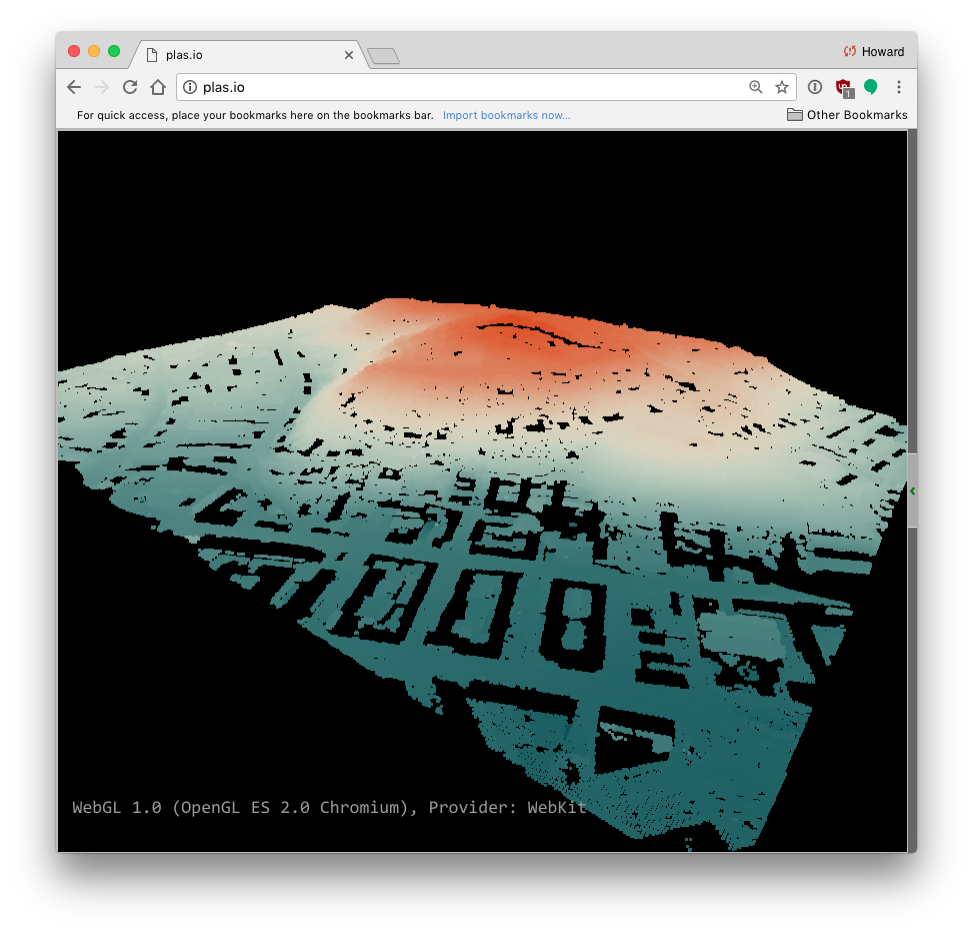 plas.io
Howard
plas.io
1
For quick access, place your bookmarks here on the bookmarks bar. Import bookmarks now...
Other Bookmarks
WebGL 1.0 (OpenGL ES 2.0 Chromium), Provider: WebKit